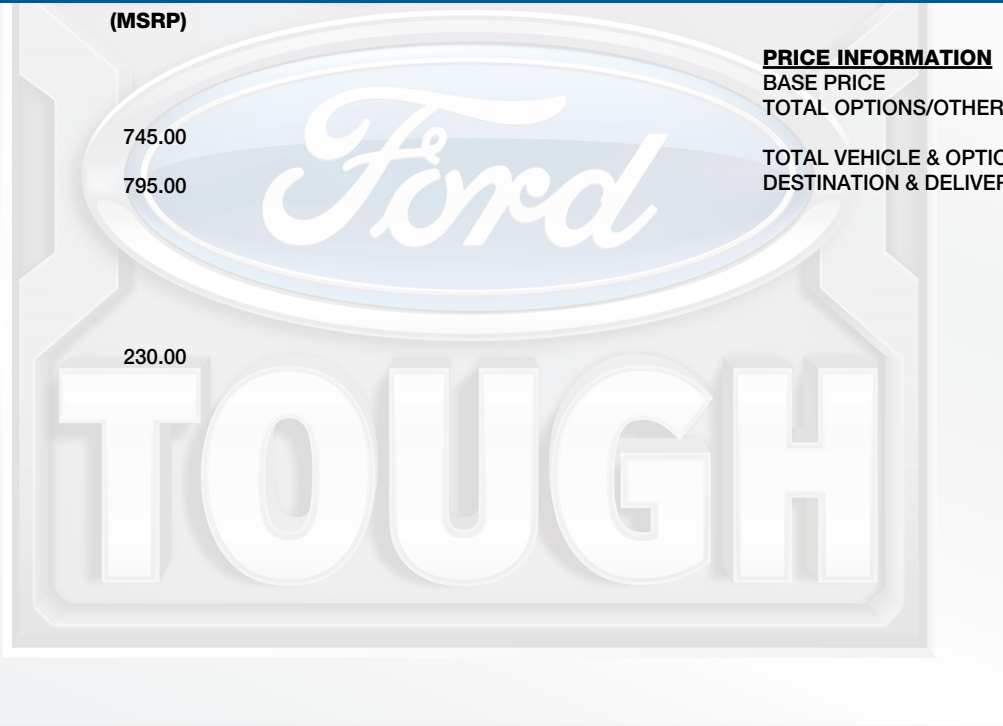 (MSRP)
745.00
795.00
230.00
PRICE INFORMATION
BASE PRICE
TOTAL OPTIONS/OTHER
TOTAL VEHICLE & OPTIO
DESTINATION & DELIVER
Ford
TOUGH